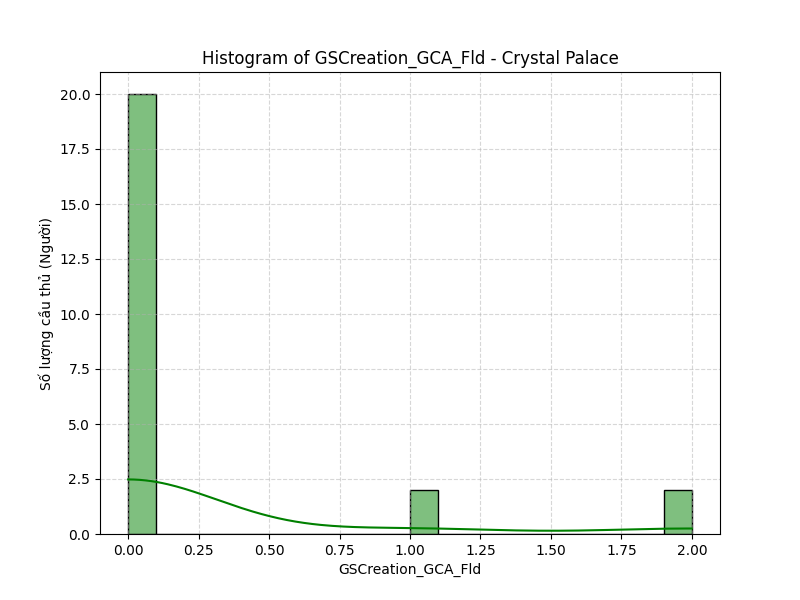 Histogram of GSCreation_GCA_Fld - Crystal Palace
Số lượng cầu thủ (Người)
20.0
17.5
15.0
12.5
10.0
7.5
5.0
2.5
0.0
0.00 0.25 0.50 0.75 1.00 1.25 1.50 1.75 2.00
GSCreation_GCA_Fld